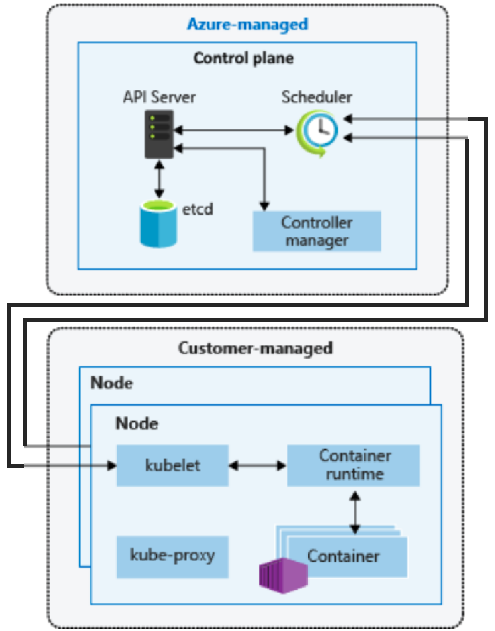 Azure-managed
Control plane
API Server
Scheduler
etcd
Controller
manager
Customer-managed
Node
Node
kubelet
Container
runtime
kube-proxy
Container